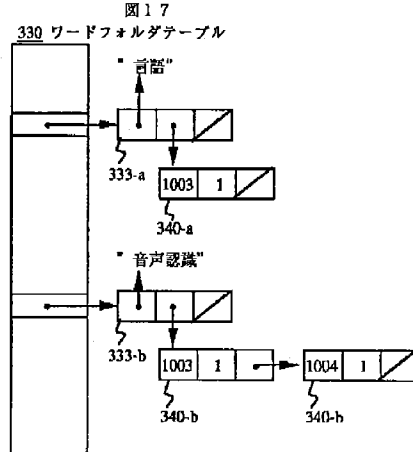 図17
330 ワードフォルダテーブル
"言語"
333-a
1003 1
340-a
"音声認識"
333-b
1003 1 1004 1
340-b 340-b